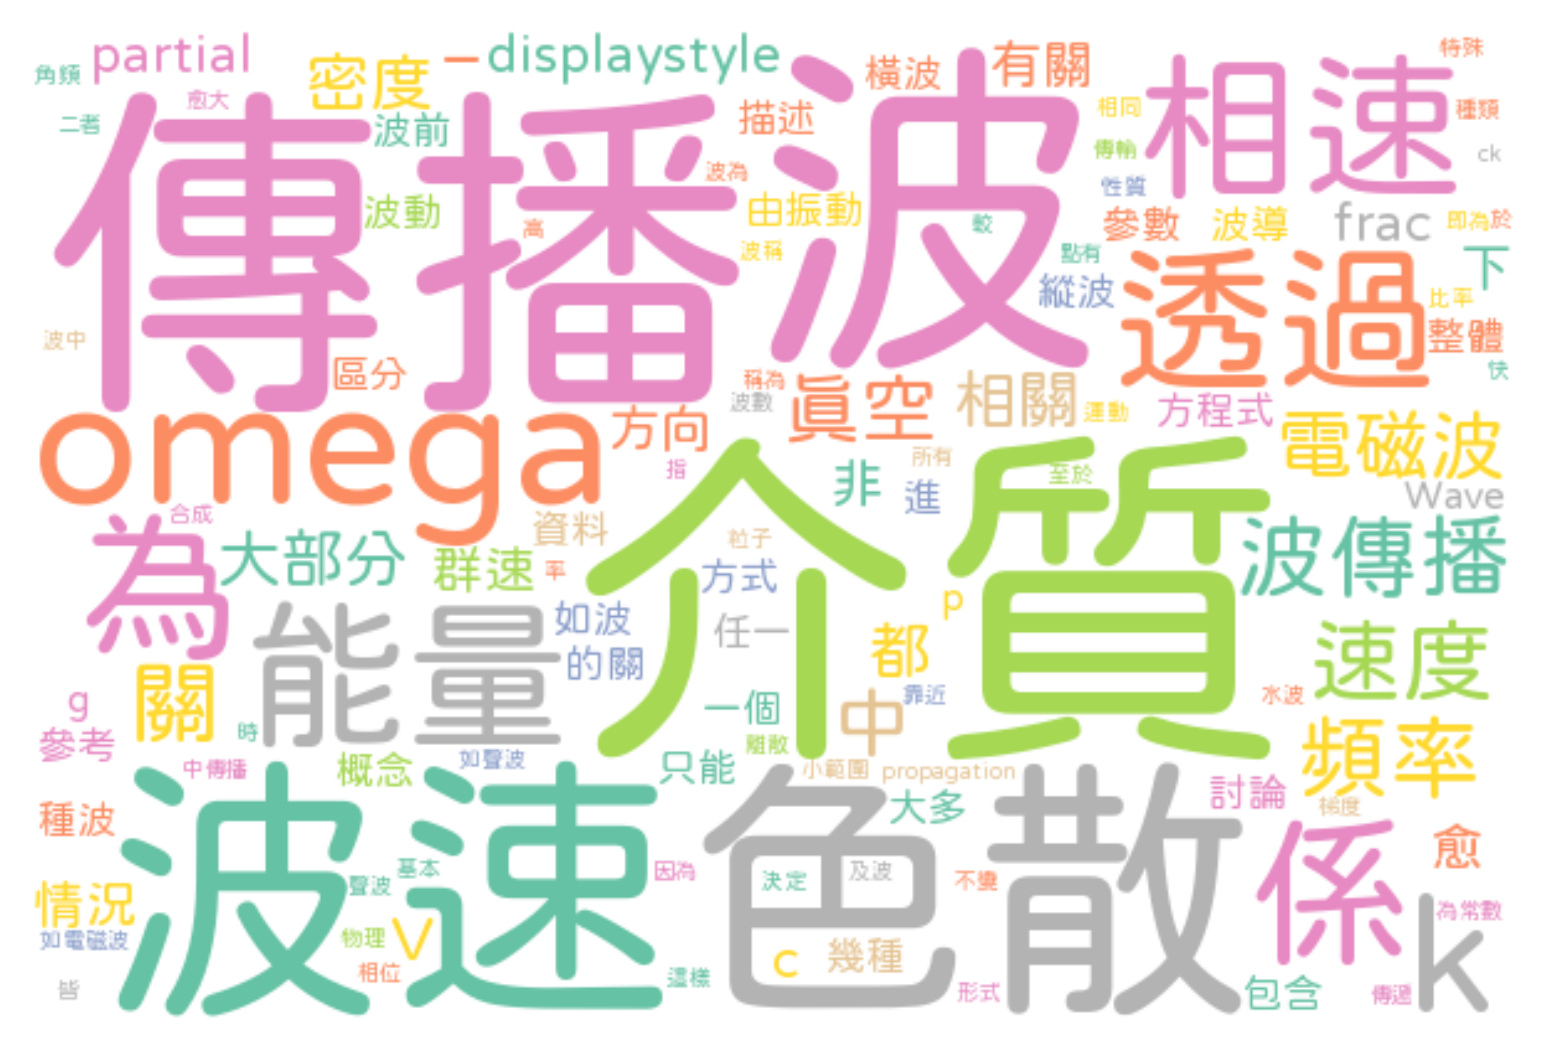 partial
密度
一
displaystyle
橫波
有關
特殊
角頻
愈大
二者
波前
描述
相同
種類
傳播
波
相速
傳輸
ck
波為
性質
波動
高
由振動
較
參數
波導
frac
即為
於
波稱
點有
下
縱波
透過
比率
波中
整體
區分
稱為
波數
真空
相關
運動
方程式
快
omega
方向
電磁波
指
非
所有
至於
進
Wave
介質
合成
為
大部分
資料
粒子
群速
率
方式
波傳播
p
能量
如波
任一
都
速度
關
的關
g
一個
中
靠近
水波
參考
時
離散
頻率
中傳播
概念
如聲波
只能
小範圍
propagation
波速
色散
大多
討論
梯度
種波
係
愈
基本
聲波
因為
決定
及波
不變
情況
k
為常數
如電磁波
物理
V
相位
c
幾種
這樣
皆
形式
包含
傳遞